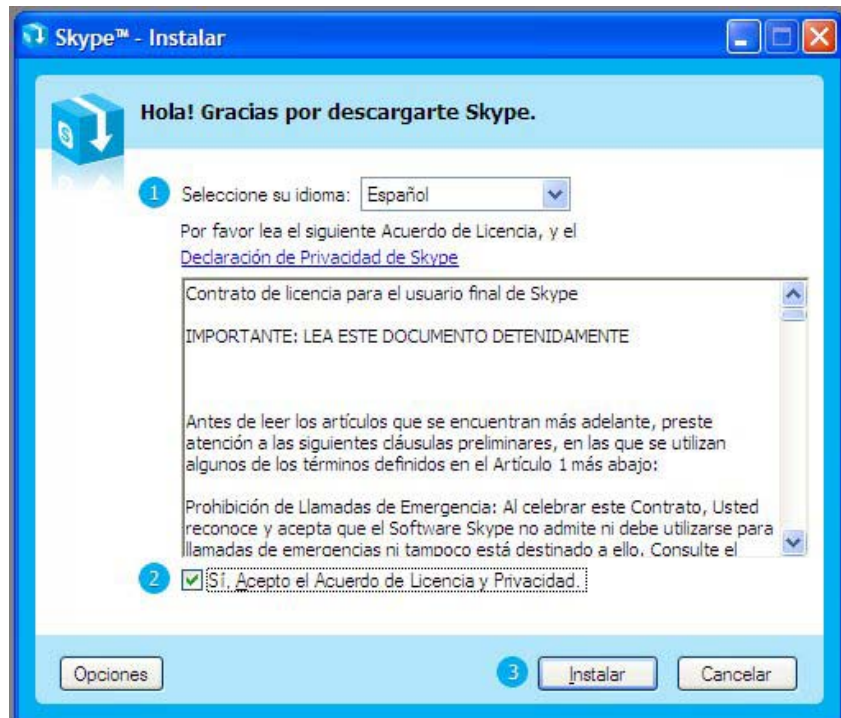 Skype™ - Instalar
Hola! Gracias por descargarte Skype.
1 Seleccione su idioma: Español
Por favor lea el siguiente Acuerdo de Licencia, y el
Declaración de Privacidad de Skype
Contrato de licencia para el usuario final de Skype
IMPORTANTE: LEA ESTE DOCUMENTO DETENIDAMENTE
Antes de leer los artículos que se encuentran más adelante, preste
atención a las siguientes cláusulas preliminares, en las que se utilizan
algunos de los términos definidos en el Artículo 1 más abajo:
Prohibición de Llamadas de Emergencia: Al celebrar este Contrato, Usted
reconoce y acepta que el Software Skype no admite ni debe utilizarse para
llamadas de emergencias ni tampoco está destinado a ello. Consulte el
2 Sí, Acepto el Acuerdo de Licencia y Privacidad.
Opciones 3 Instalar Cancelar